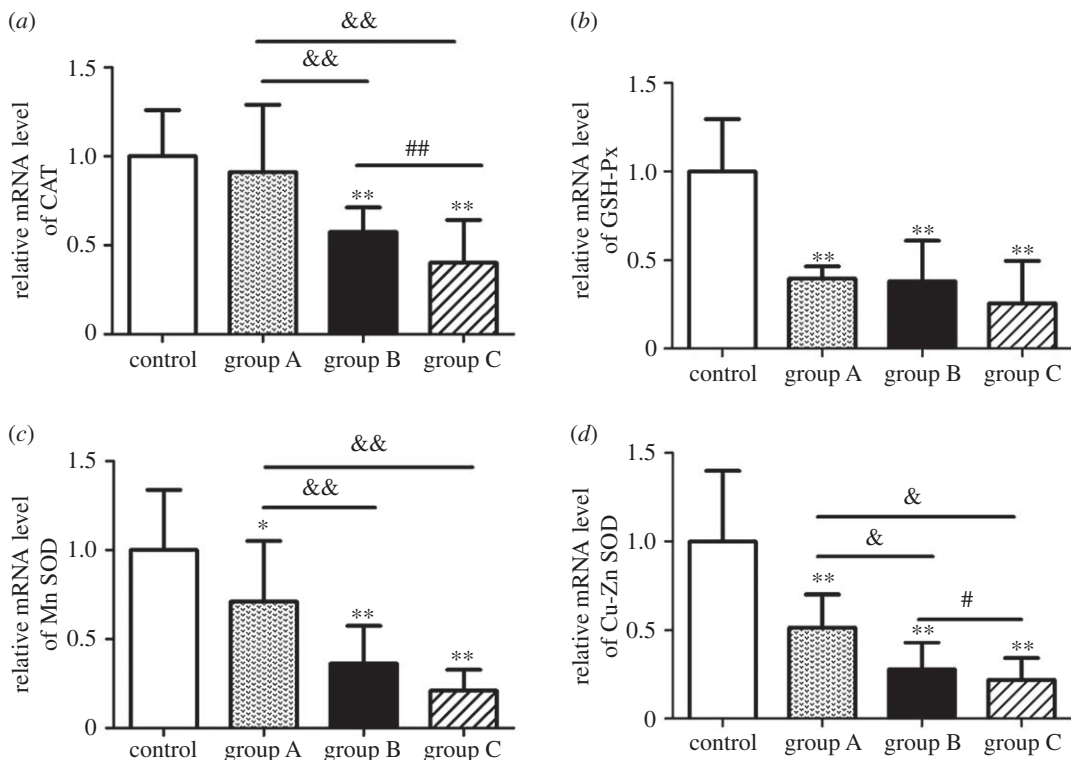 (a)
&&
&&
##
**
**
relative mRNA level
of CAT
1.5
1.0
0.5
0
control group A group B group C
(b)
**
**
**
relative mRNA level
of GSH-Px
1.5
1.0
0.5
0
control group A group B group C
(c)
&&
&&
*
**
**
relative mRNA level
of Mn SOD
1.5
1.0
0.5
0
control group A group B group C
(d)
&
&
#
**
**
**
relative mRNA level
of Cu-Zn SOD
1.5
1.0
0.5
0
control group A group B group C